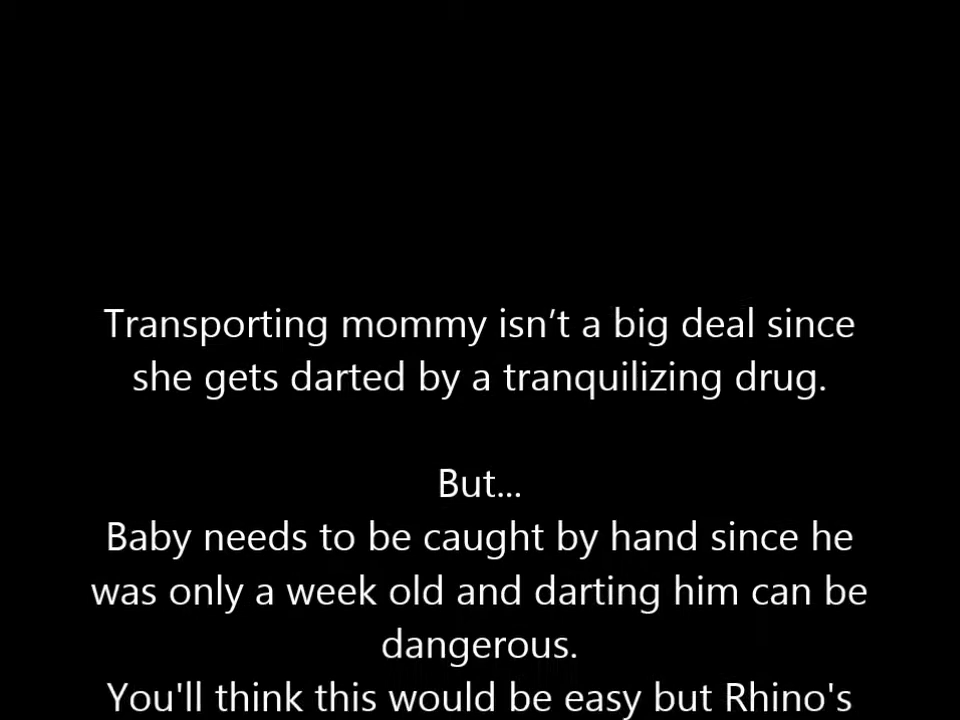 Transporting mommy isn’t a big deal since
she gets darted by a tranquilizing drug.
But...
Baby needs to be caught by hand since he
was only a week old and darting him can be
dangerous.
You'll think this would be easy but Rhino's